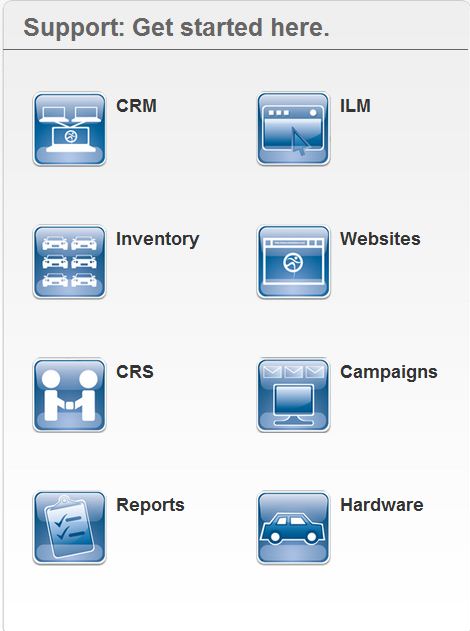 Support: Get started here.
CRM
ILM
Inventory
Websites
CRS
Campaigns
Reports
Hardware